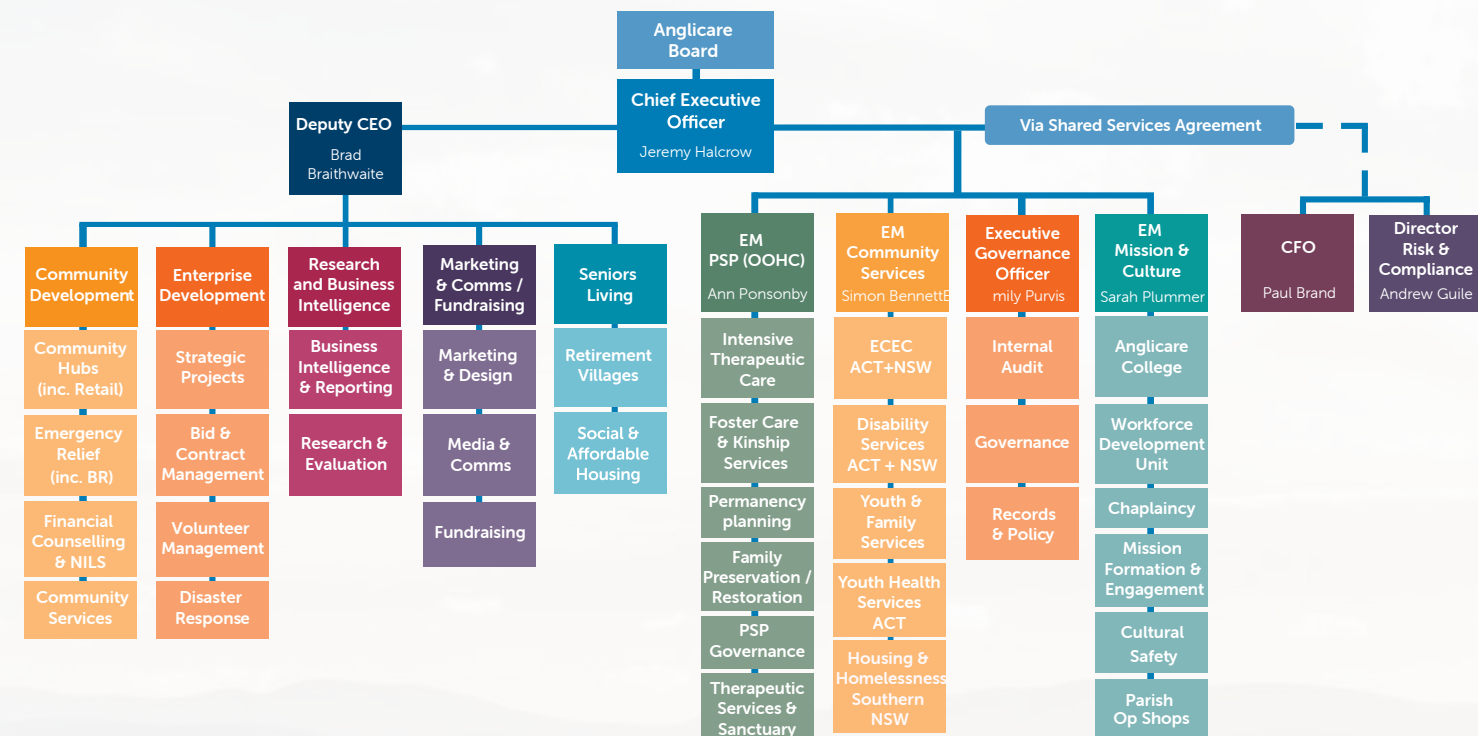 Anglicare
Board
Chief Executive
Officer
Jeremy Halcrow
Deputy CEO
Brad
Braithwaite
Via Shared Services Agreement
Community
Development
Community
Hubs
(inc. Retail)
Emergency
Relief
(inc. BR)
Financial
Counselling
& NILS
Community
Services
Enterprise
Development
Strategic
Projects
Bid &
Contract
Management
Volunteer
Management
Disaster
Response
Research
and Business
Intelligence
Business
Intelligence
& Reporting
Research &
Evaluation
Marketing
& Comms /
Fundraising
Marketing
& Design
Media &
Comms
Fundraising
Seniors
Living
Retirement
Villages
Social &
Affordable
Housing
EM
PSP (OOHC)
Ann Ponsonby
Intensive
Therapeutic
Care
Foster Care
& Kinship
Services
Permanency
planning
Family
Preservation /
Restoration
PSP
Governance
Therapeutic
Services &
Sanctuary
EM
Community
Services
Simon BennettE
ECEC
ACT+NSW
Disability
Services
ACT + NSW
Youth &
Family
Services
Youth Health
Services
ACT
Housing &
Homelessness
Southern
NSW
Executive
Governance
Officer
mily Purvis
Internal
Audit
Governance
Records
& Policy
EM
Mission &
Culture
Sarah Plummer
Anglicare
College
Workforce
Development
Unit
Chaplaincy
Mission
Formation &
Engagement
Cultural
Safety
Parish
Op Shops
CFO
Paul Brand
Director
Risk &
Compliance
Andrew Guile